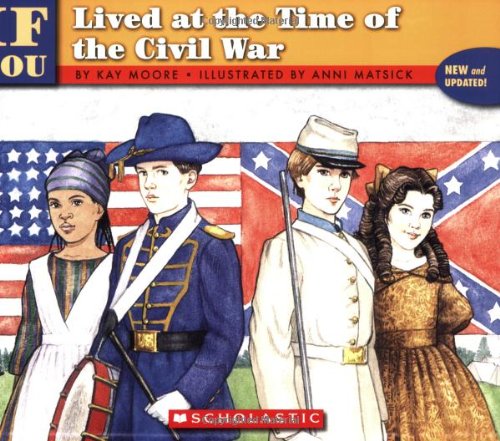 IF
YOU
Lived at the Time of
the Civil War
BY KAY MOORE • ILLUSTRATED BY ANNI MATSICK
NEW and
UPDATED!
SCHOLASTIC